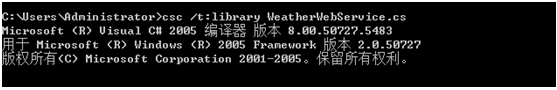 C:\Users\Administrator>csc /t:library WeatherWebService.cs
Microsoft (R) Visual C# 2005 编译器 版本 8.00.50727.5483
用于 Microsoft (R) Windows (R) 2005 Framework 版本 2.0.50727
版权所有(C) Microsoft Corporation 2001-2005。保留所有权利。